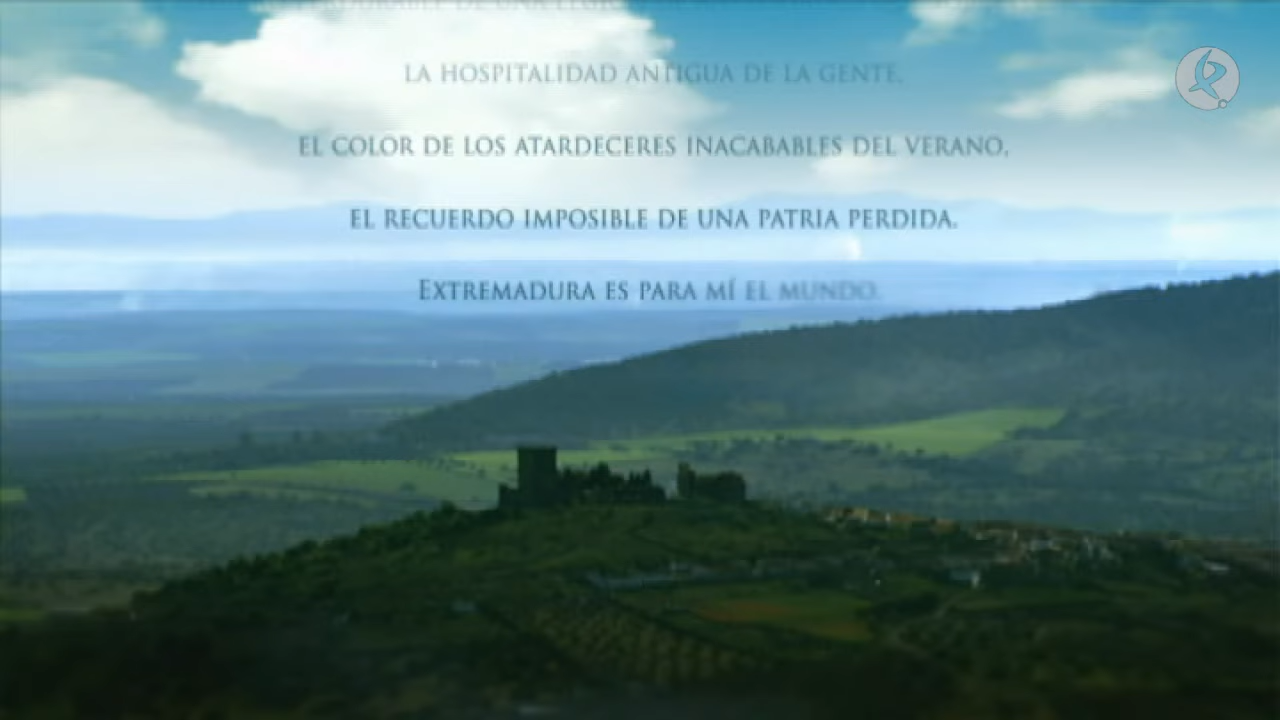 LA HOSPITALIDAD ANTIGUA DE LA GENTE,
EL COLOR DE LOS ATARDECERES INACABABLES DEL VERANO,
EL RECUERDO IMPOSIBLE DE UNA PATRIA PERDIDA.
EXTREMADURA ES PARA MÍ EL MUNDO.